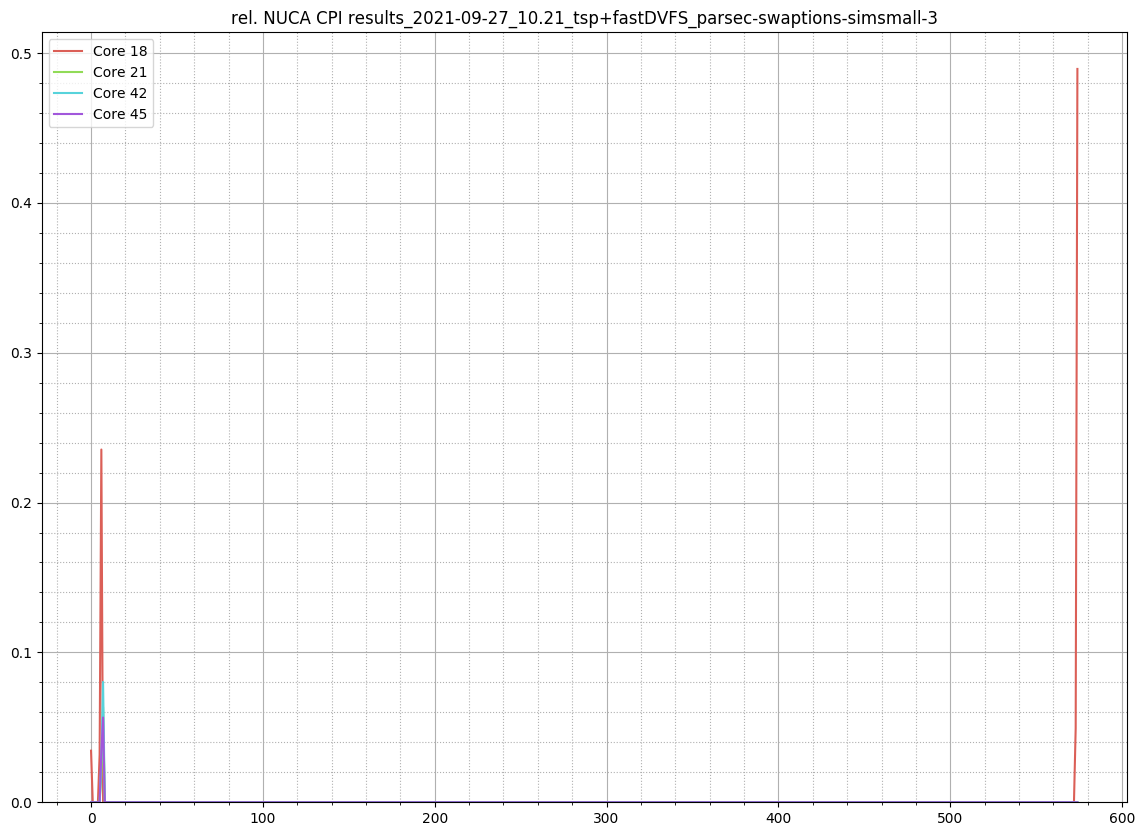 rel. NUCA CPI results_2021-09-27_10.21_tsp+fastDVFS_parsec-swaptions-simsmall-3
Core 18
Core 21
Core 42
Core 45
0.5
0.4
0.3
0.2
0.1
0.0
0 100 200 300 400 500 600